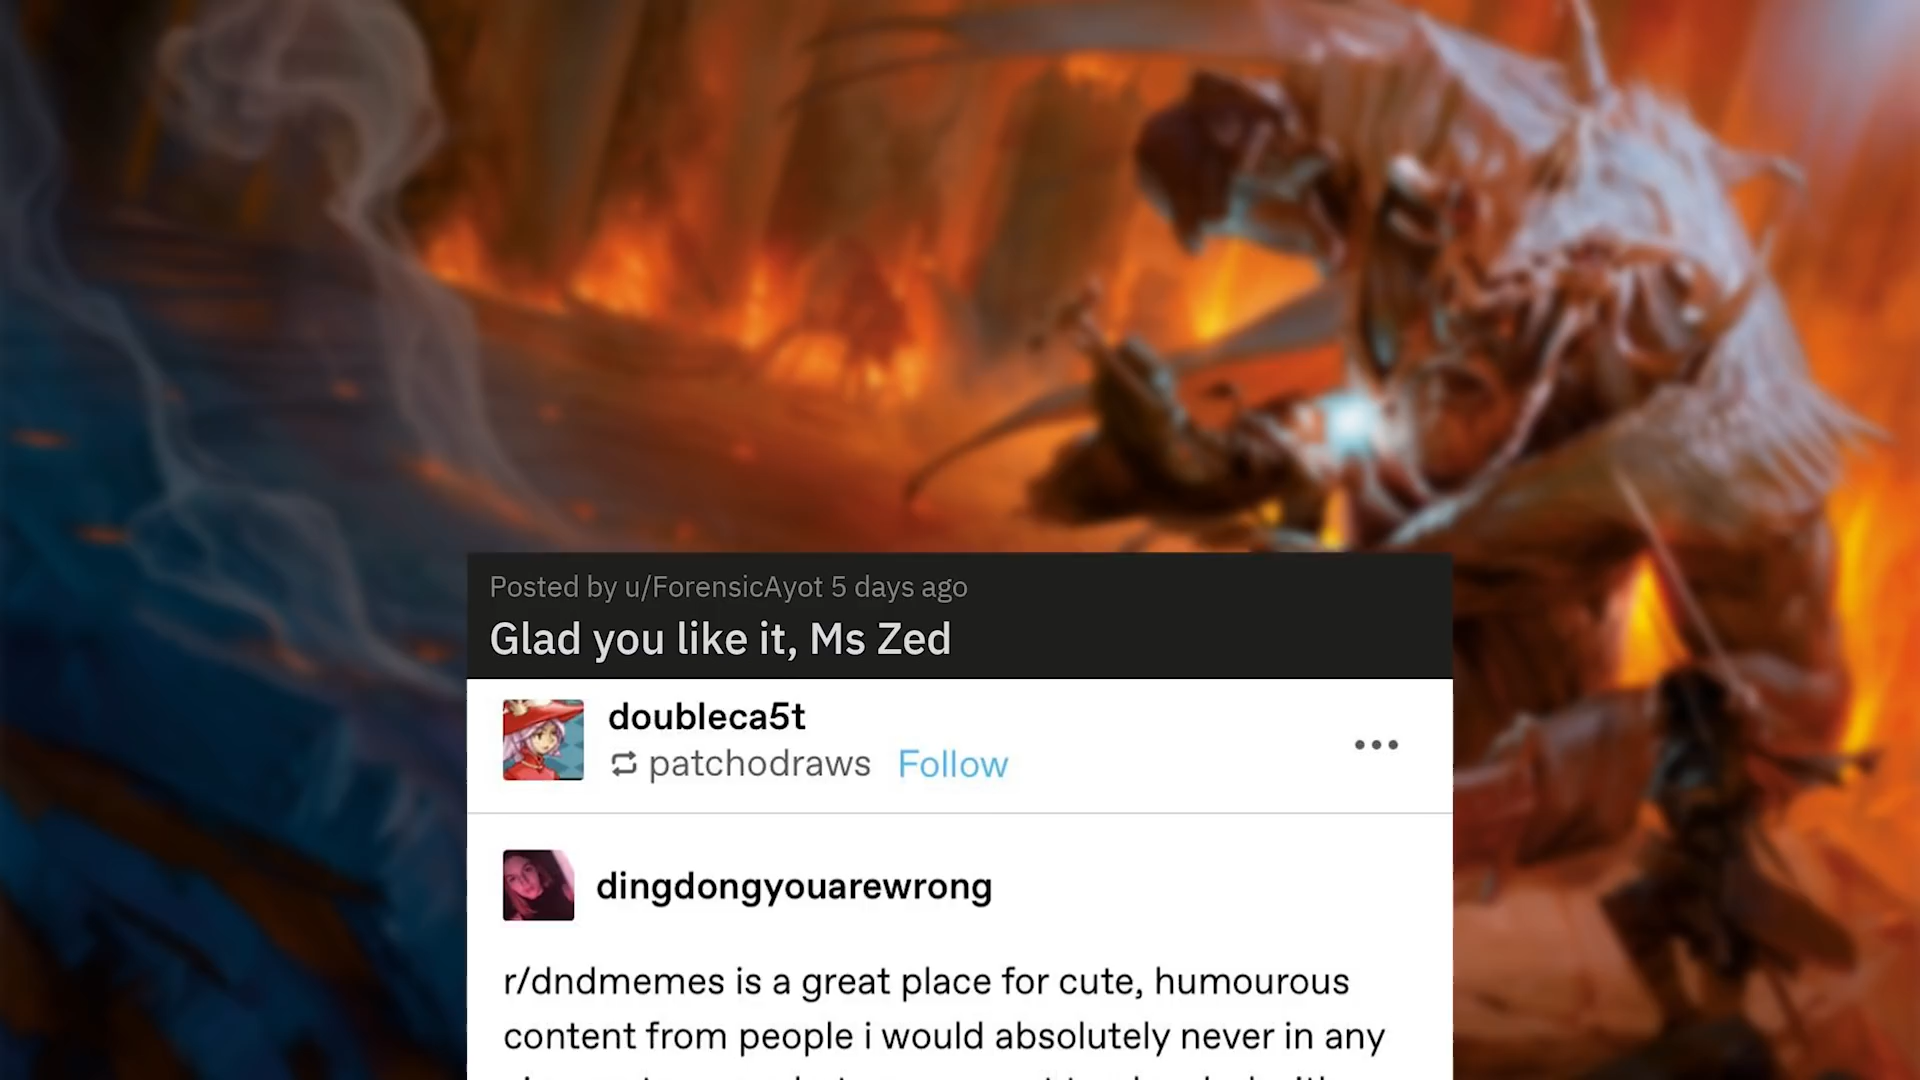 Posted by u/ForensicAyot 5 days ago
Glad you like it, Ms Zed
doubleca5t
patchodraws Follow
dingdongyouarewrong
r/dndmemes is a great place for cute, humourous
content from people i would absolutely never in any